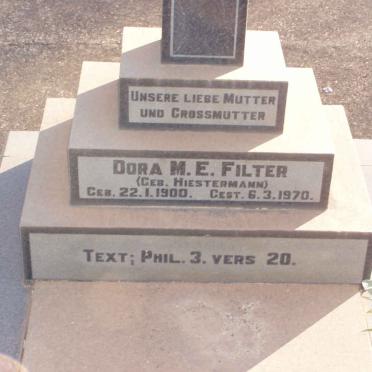 UNSERE LIEBE MUTTER
UND GROSSMUTTER
DORA M. E. FILTER
(GEB. HIESTERMANN)
GEB. 22.1.1900. GEST. 6.3.1970.
TEXT; PHIL. 3. VERS 20.